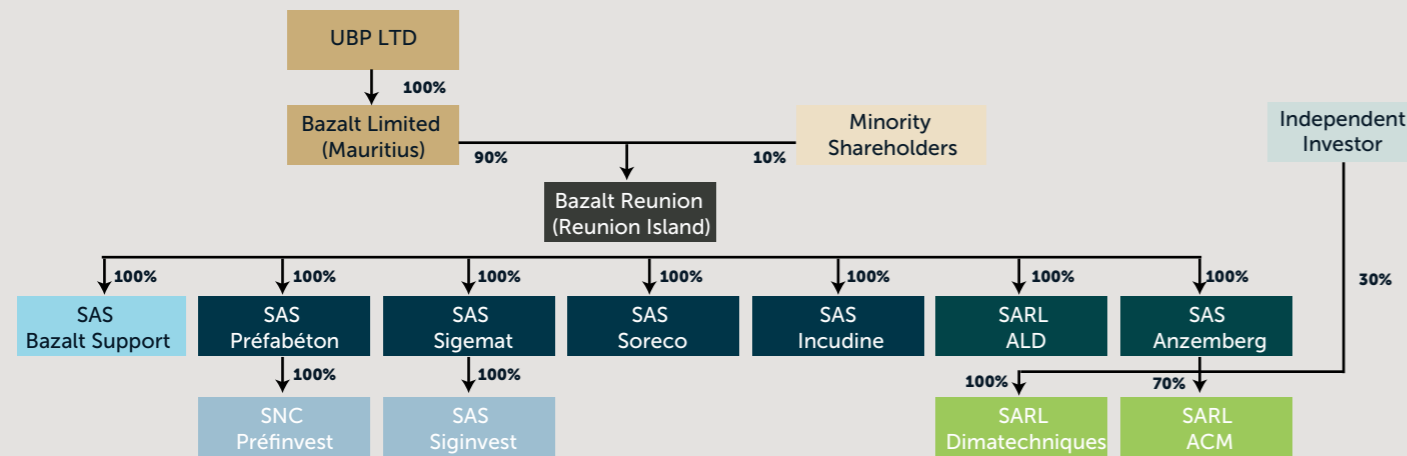 UBP LTD
100%
Bazalt Limited
(Mauritius)
Minority
Shareholders
Independent
Investor
90%
10%
Bazalt Reunion
(Reunion Island)
100%
100%
100%
100%
100%
100%
100%
30%
SAS
Bazalt Support
SAS
Préfabéton
SAS
Sigemat
SAS
Soreco
SAS
Incudine
SARL
ALD
SAS
Anzemberg
100%
100%
100%
70%
SNC
Préfinvest
SAS
Siginvest
SARL
Dimatechniques
SARL
ACM